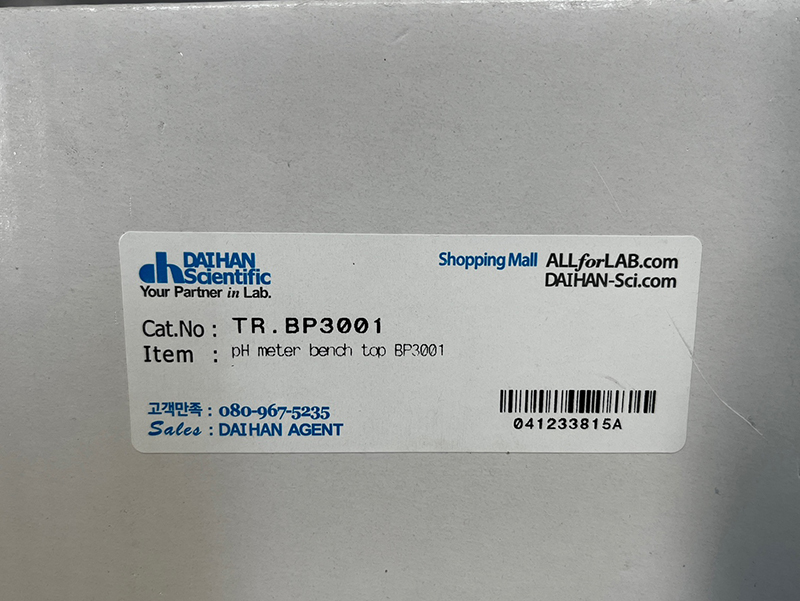 DAIHAN
Scientific
Your Partner in Lab.
Shopping Mall ALLforLAB.com
DAIHAN-Sci.com
Cat.No : TR.BP3001
Item : pH meter bench top BP3001
고객만족 : 080-967-5235
Sales : DAIHAN AGENT
041233815A